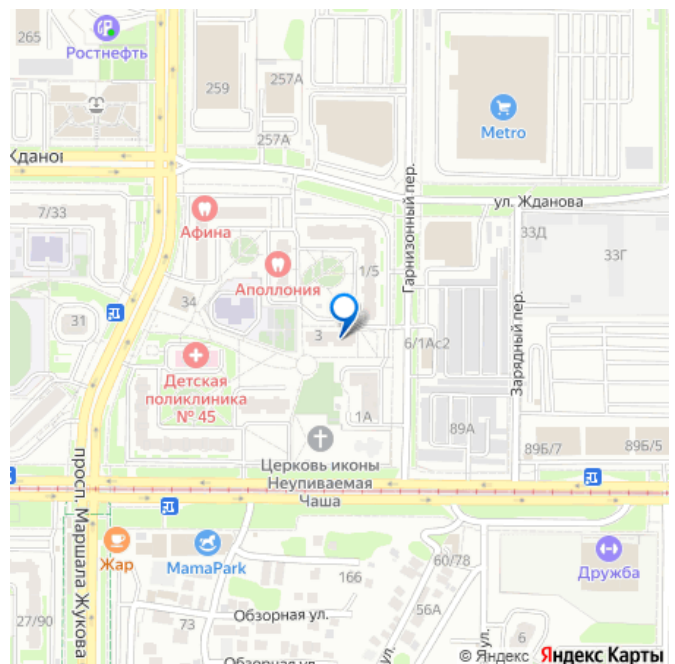 265
Ростнефть
259
257А
257А
Metro
Жданов
ул. Жданова
Гарнизонный пер.
33Д
33Г
7/33
Афина
Аполлония
1/5
34
31
3
6/1Ас2
Зарядный пер.
Детская
поликлиника
№ 45
1А
89А
89Б/7
89Б/5
Церковь иконы
Неупиваемая
Чаша
просп. Маршала Жукова
Жар
MamaPark
166
60/78
Дружба
56А
Обзорная ул.
27/90
73
6
ул.
Обзорная ул.
© Яндекс Яндекс Карты